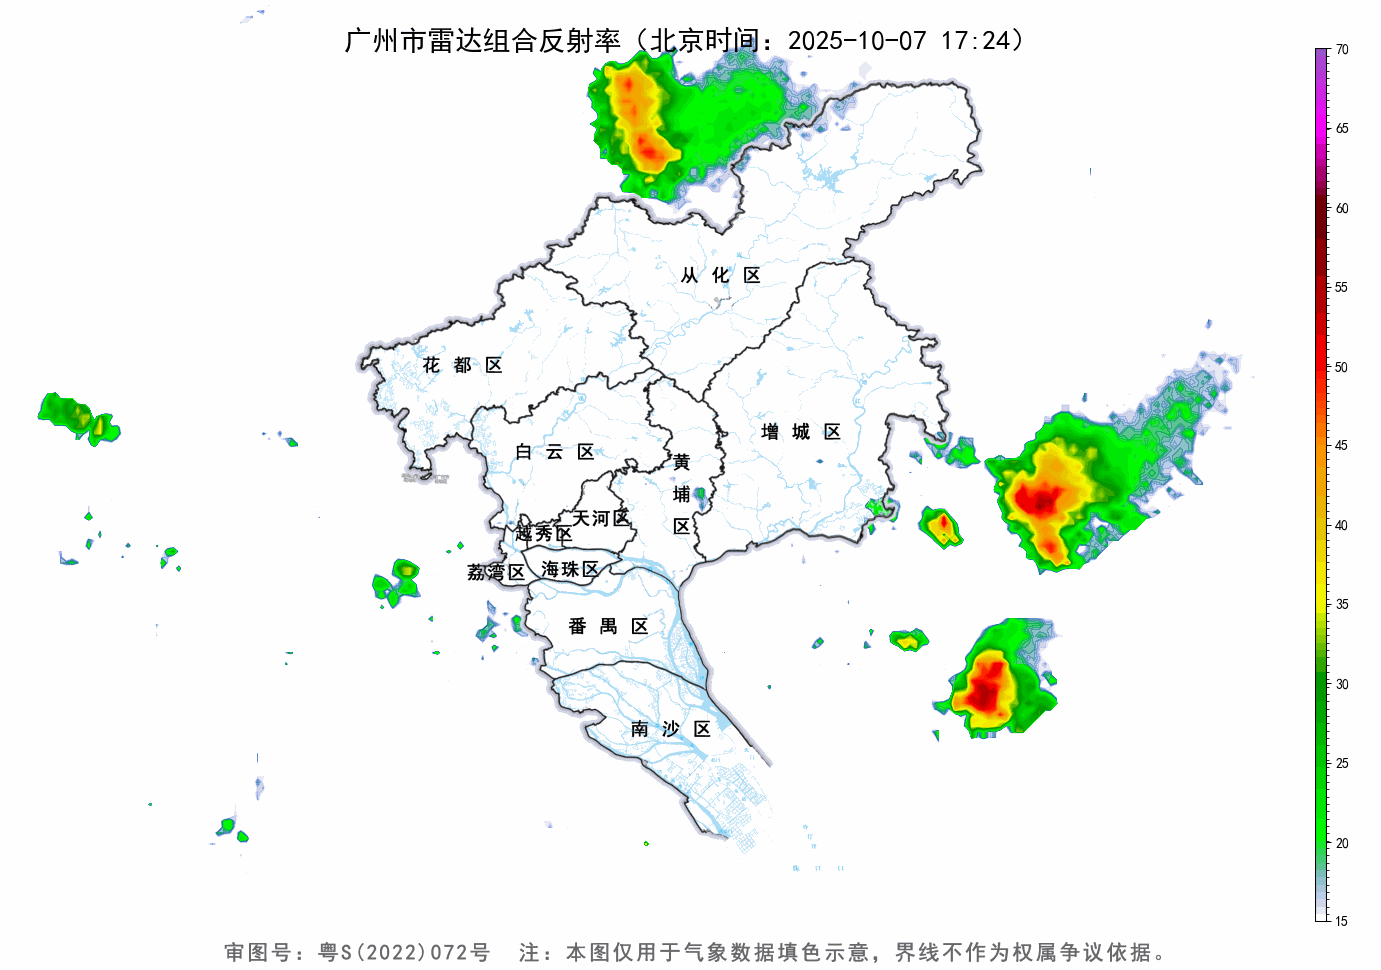 广州市雷达组合反射率（北京时间：2025-10-07 17:24）
70
65
60
55
50
45
40
35
30
25
20
15
从化区
花都区
增城区
白云区
黄埔区
天河区
越秀区
荔湾区
海珠区
番禺区
南沙区
审图号：粤S(2022)072号 注：本图仅用于气象数据填色示意，界线不作为权属争议依据。